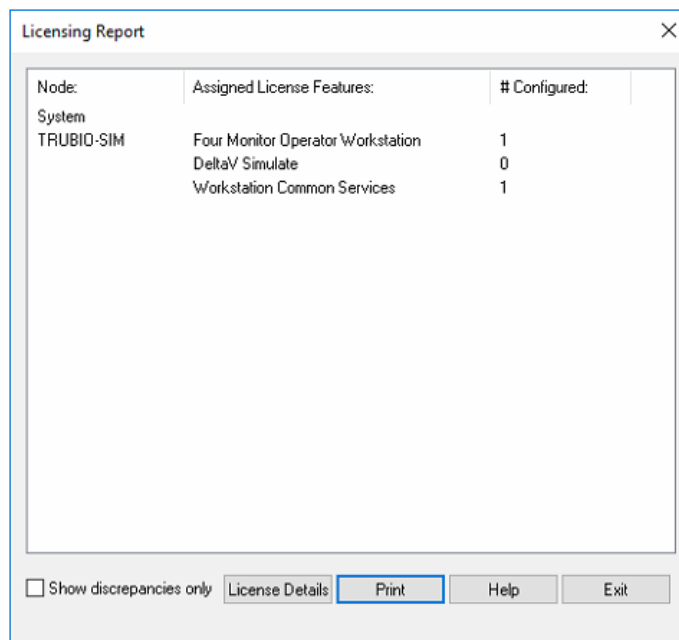 Licensing Report
Node: Assigned License Features: # Configured:
System
TRUBIO-SIM Four Monitor Operator Workstation 1
DeltaV Simulate 0
Workstation Common Services 1
Show discrepancies only License Details Print Help Exit